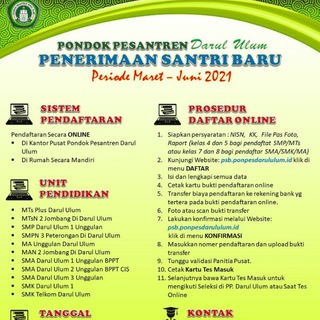 PONDOK PESANTREN Darul Ulum
PENERIMAAN SANTRI BARU
Periode Maret – Juni 2021
SISTEM
PENDAFTARAN
Pendaftaran Secara ONLINE
Di Kantor Pusat Pondok Pesantren Darul
Ulum
Di Rumah Secara Mandiri
UNIT
PENDIDIKAN
MTs Plus Darul Ulum
MTsN 2 Jombang Di Darul Ulum
SMP Darul Ulum 1 Unggulan
SMPN 3 Peterongan Di Darul Ulum
MA Unggulan Darul Ulum
MAN 2 Jombang Di Darul Ulum
SMA Darul Ulum 1 Unggulan BPPT
SMA Darul Ulum 2 Unggulan BPPT CIS
SMA Darul Ulum 3 Unggulan
SMK Darul Ulum 1
SMK Telkom Darul Ulum
TANGGAL
PROSEDUR
DAFTAR ONLINE
1. Siapkan persyaratan : NISN, KK, File Pas Foto,
Raport (kelas 4 dan 5 bagi pendaftar SMP/MTs
atau kelas 7 dan 8 bagi pendaftar SMA/SMK/MA)
2. Kunjungi Website: psb.ponpesdarululum.id klik di
menu DAFTAR
3. Isi dan lengkapi semua data
4. Cetak kartu bukti pendaftaran online
5. Transfer biaya pendaftaran ke rekening bank yg
tertera pada bukti pendaftaran online.
6. Foto atau scan bukti transfer
7. Lakukan konfirmasi melalui Website:
psb.ponpesdarululum.id
klik di menu KONFIRMASI
8. Masukkan nomer pendaftaran dan upload bukti
transfer
9. Tunggu validasi Panitia Pusat.
10. Cetak Kartu Tes Masuk
11. Selanjutnya bawa Kartu Tes Masuk untuk
mengikuti Seleksi di PP. Darul Ulum atau Saat Tes
Online
KONTAK